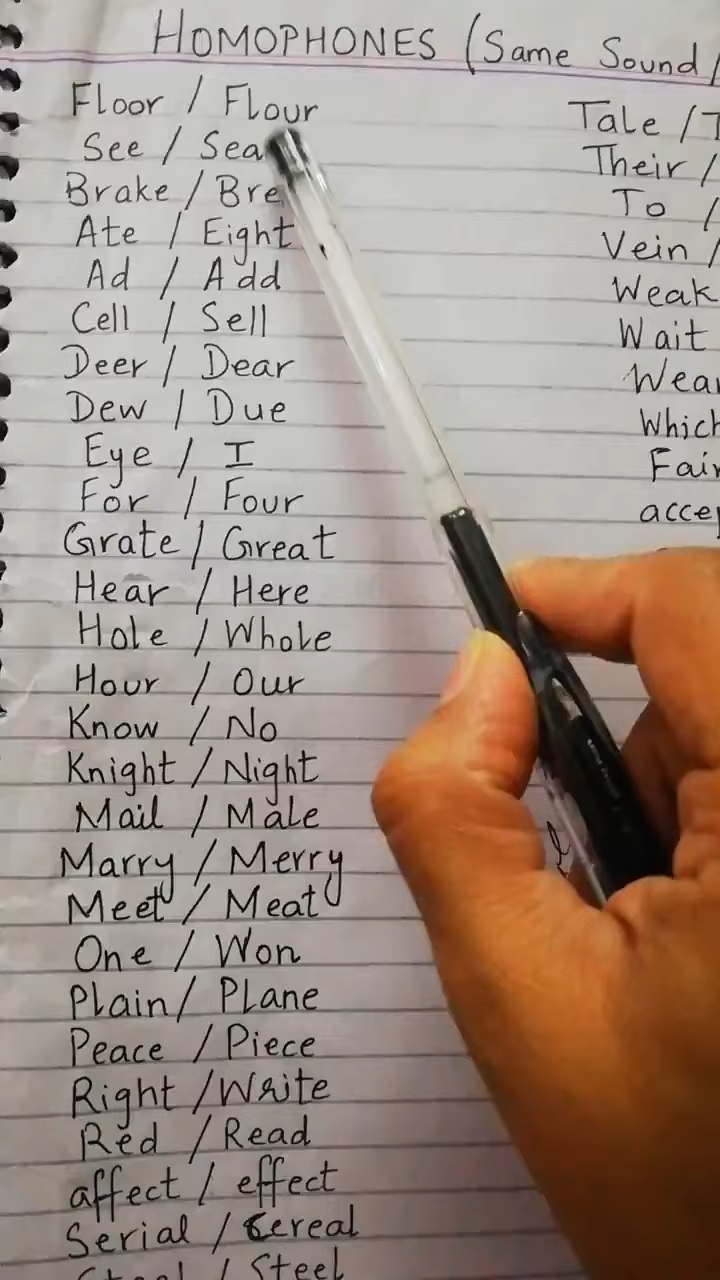 HOMOPHONES (Same Sound/
Floor / Flour
See / Sea
Brake / Bre
Ate / Eight
Ad / Add
Cell / Sell
Deer / Dear
Dew / Due
Eye / I
For / Four
Grate / Great
Hear / Here
Hole / Whole
Hour / Our
Know / No
Knight / Night
Mail / Male
Marry / Merry
Meet / Meat
One / Won
Plain / Plane
Peace / Piece
Right / Write
Red / Read
affect / effect
Serial / Cereal
/ Steel
Tale / T
Their /
To /
Vein /
Weak
Wait
Wear
Which
Fair
accep